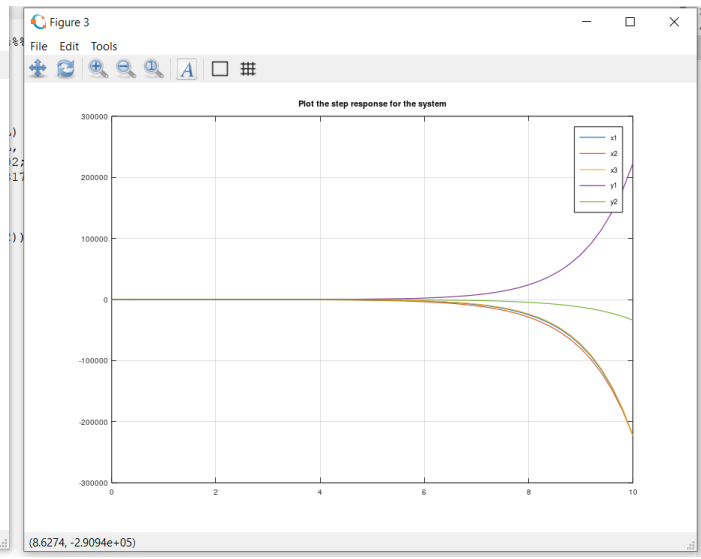 Figure 3
File Edit Tools
A
Plot the step response for the system
300000
200000
100000
0
-100000
-200000
-300000
0 2 4 6 8 10
x1
x2
x3
y1
y2
(8.6274, -2.9094e+05)